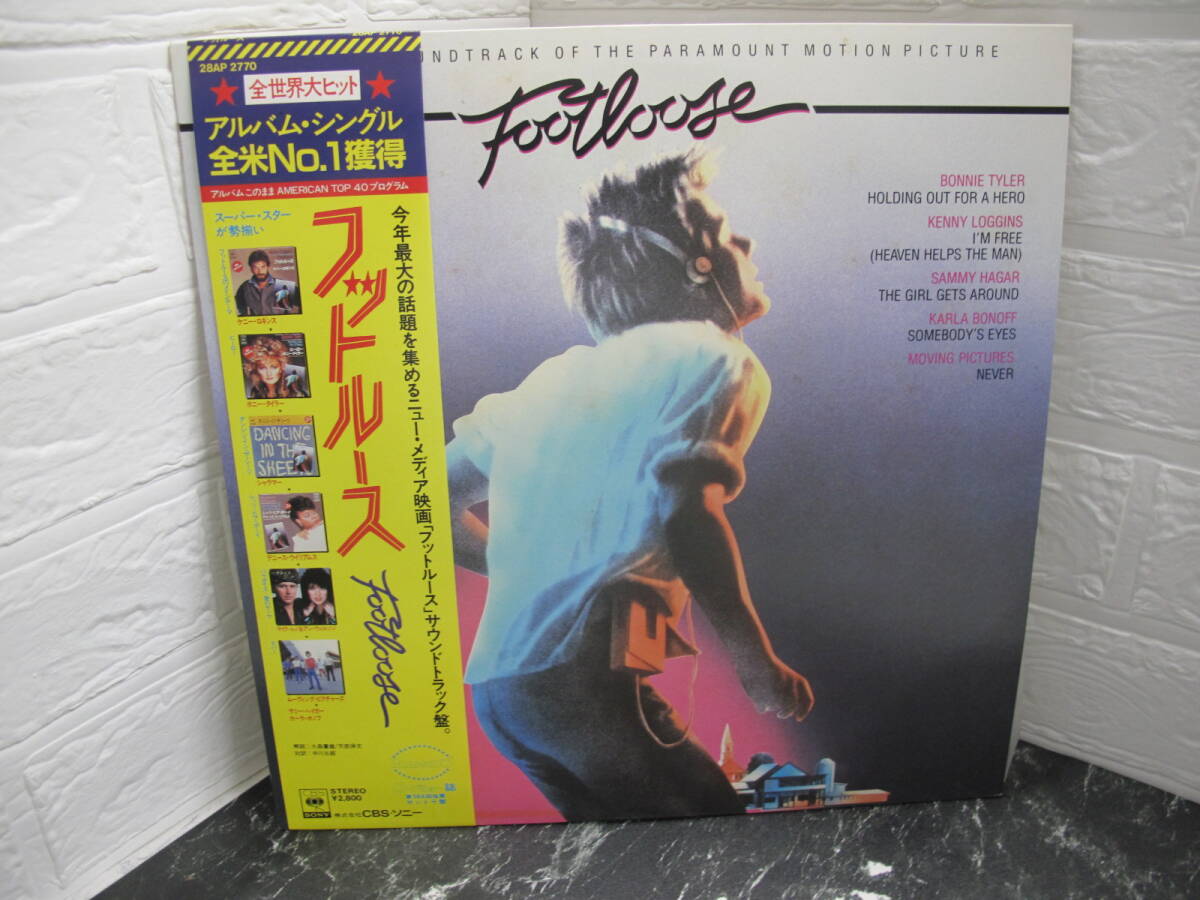 28AP 2770
全世界大ヒット
アルバム・シングル
全米No.1獲得
アルバムこのまま AMERICAN TOP 40 プログラム
スーパー・スター
が勢揃い
フットルース
今年最大の話題を集めるニュー・メディア映画「フットルース」サウンドトラック盤。
ケニー・ロギンス
ボニー・タイラー
DANCING
IN THE
SHEE
シャラマー
デニース・ウィリアムス
ムーヴィング・ピクチャーズ
サミー・ヘイガー
カーラ・ボノフ
Footloose
CBS
SONY
STEREO
¥2,800
株式会社CBS・ソニー
NDTRACK OF THE PARAMOUNT MOTION PICTURE
Footloose
BONNIE TYLER
HOLDING OUT FOR A HERO
KENNY LOGGINS
I'M FREE
(HEAVEN HELPS THE MAN)
SAMMY HAGAR
THE GIRL GETS AROUND
KARLA BONOFF
SOMEBODY'S EYES
MOVING PICTURES
NEVER